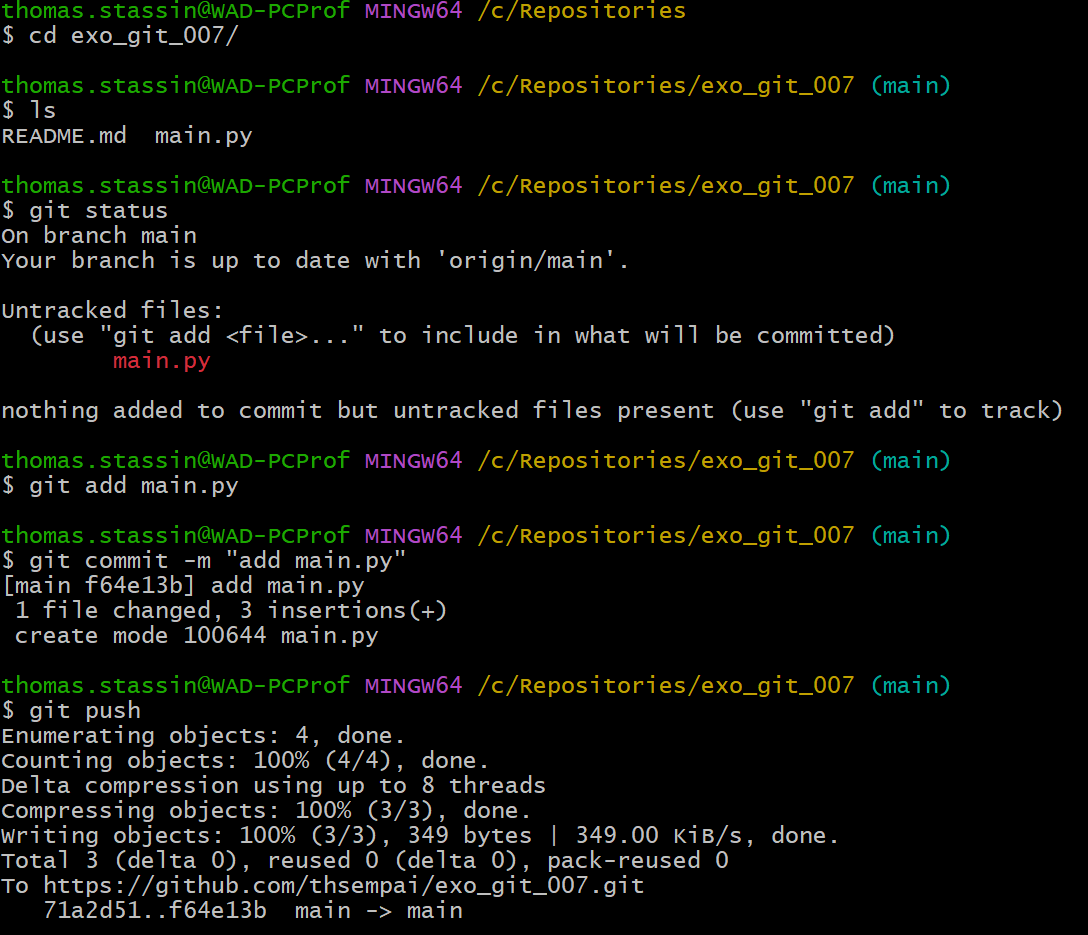 thomas.stassin@WAD-PCProf MINGW64 /c/Repositories
$ cd exo_git_007/
thomas.stassin@WAD-PCProf MINGW64 /c/Repositories/exo_git_007 (main)
$ ls
README.md  main.py
thomas.stassin@WAD-PCProf MINGW64 /c/Repositories/exo_git_007 (main)
$ git status
On branch main
Your branch is up to date with 'origin/main'.
Untracked files:
  (use "git add <file>..." to include in what will be committed)
        main.py
nothing added to commit but untracked files present (use "git add" to track)
thomas.stassin@WAD-PCProf MINGW64 /c/Repositories/exo_git_007 (main)
$ git add main.py
thomas.stassin@WAD-PCProf MINGW64 /c/Repositories/exo_git_007 (main)
$ git commit -m "add main.py"
[main f64e13b] add main.py
 1 file changed, 3 insertions(+)
 create mode 100644 main.py
thomas.stassin@WAD-PCProf MINGW64 /c/Repositories/exo_git_007 (main)
$ git push
Enumerating objects: 4, done.
Counting objects: 100% (4/4), done.
Delta compression using up to 8 threads
Compressing objects: 100% (3/3), done.
Writing objects: 100% (3/3), 349 bytes | 349.00 KiB/s, done.
Total 3 (delta 0), reused 0 (delta 0), pack-reused 0
To https://github.com/thsempai/exo_git_007.git
   71a2d51..f64e13b  main -> main